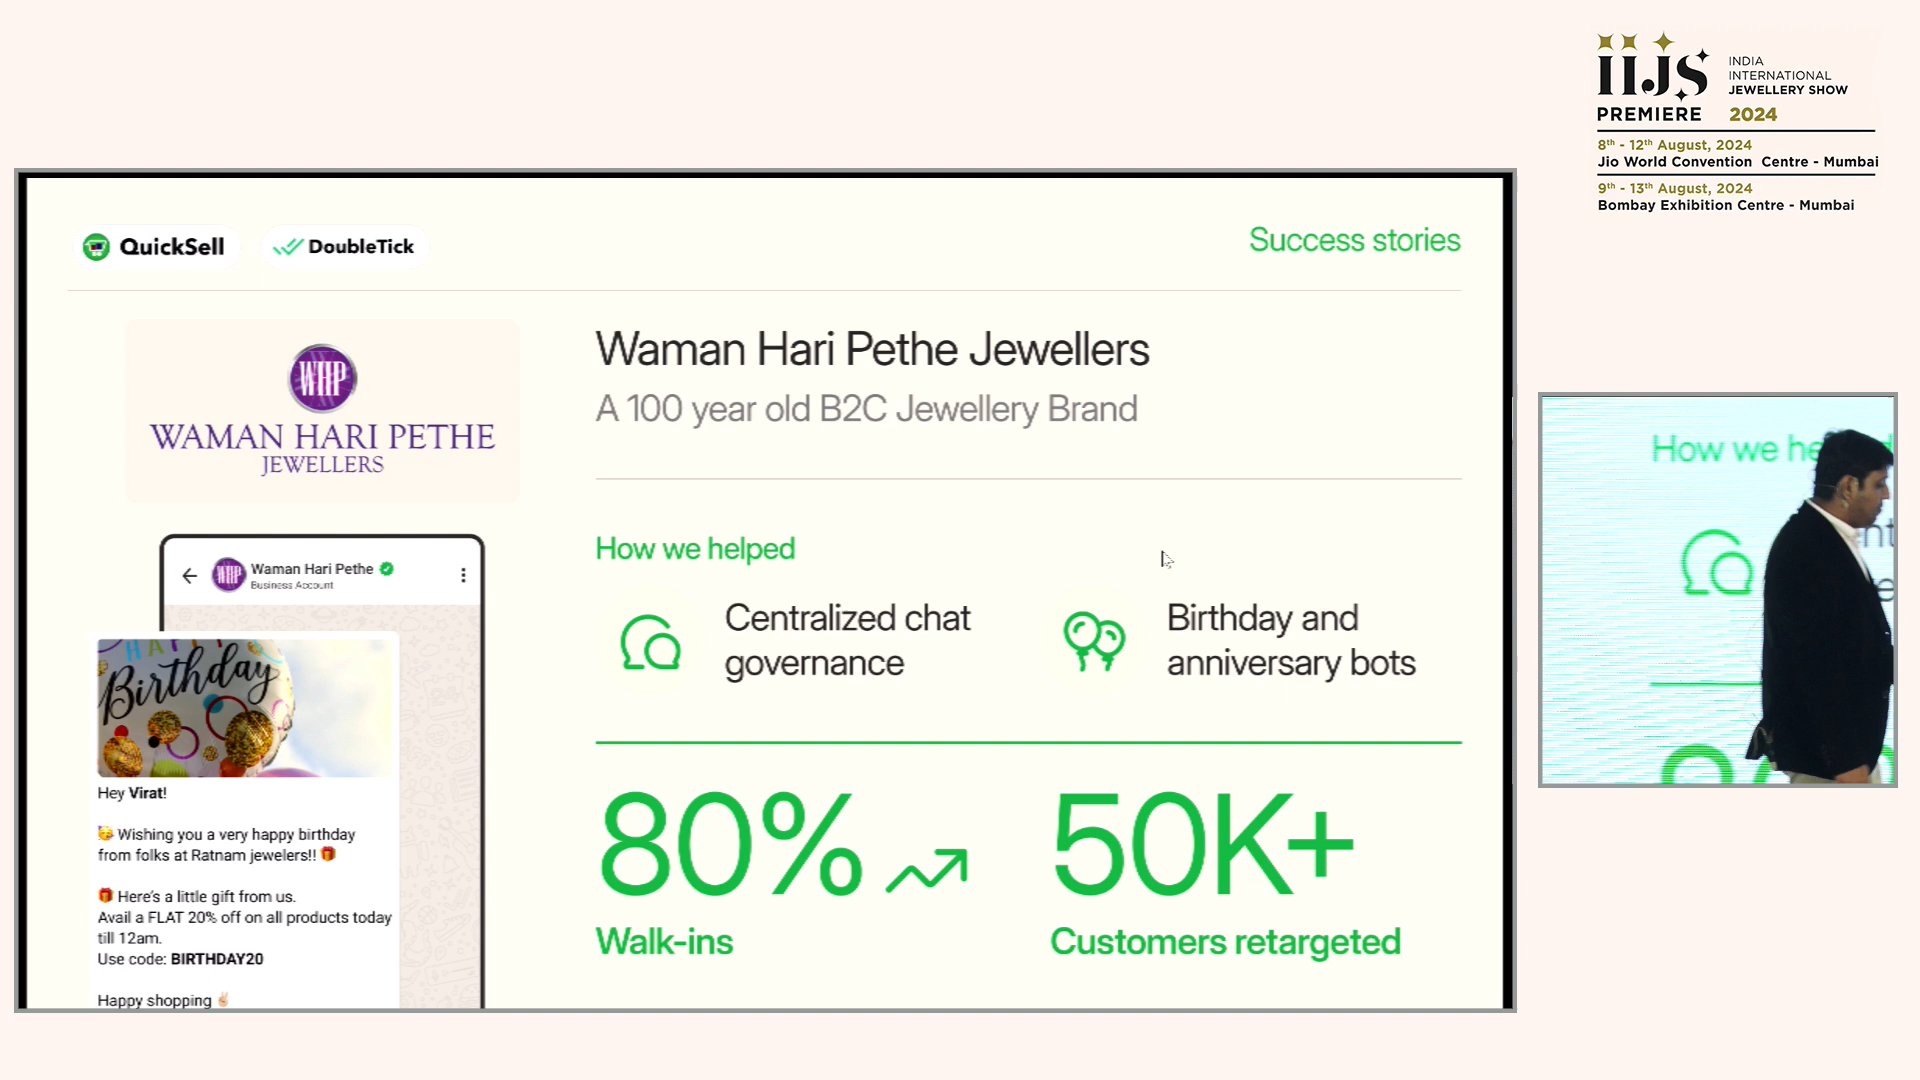 IIJS
INDIA
INTERNATIONAL
JEWELLERY SHOW
PREMIERE 2024
8th - 12th August, 2024
Jio World Convention Centre - Mumbai
9th - 13th August, 2024
Bombay Exhibition Centre - Mumbai
QuickSell
DoubleTick
Success stories
WHP
WAMAN HARI PETHE
JEWELLERS
Waman Hari Pethe Jewellers
A 100 year old B2C Jewellery Brand
How we helped
Centralized chat
governance
Birthday and
anniversary bots
80%
Walk-ins
50K+
Customers retargeted
WHP
Waman Hari Pethe
Business Account
HAPPY
Birthday
Hey Virat!
🥳 Wishing you a very happy birthday
from folks at Ratnam jewelers!! 🎁
🎁 Here's a little gift from us.
Avail a FLAT 20% off on all products today
till 12am.
Use code: BIRTHDAY20
Happy shopping ✌🏻
How we he